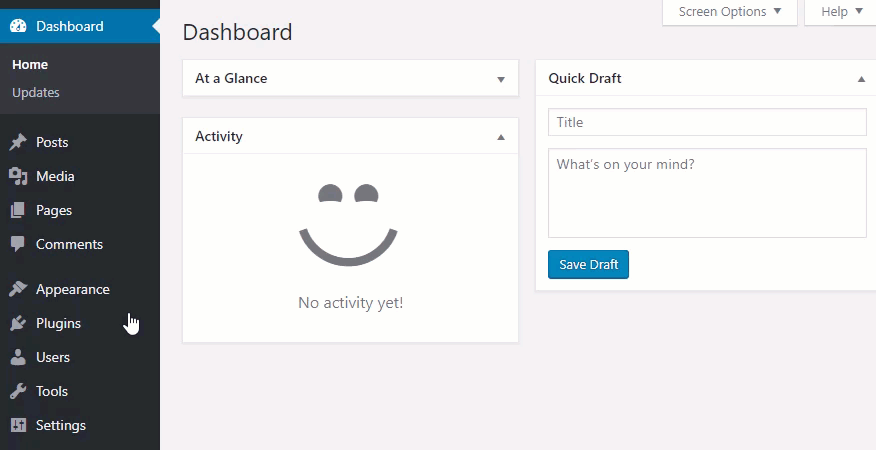 Dashboard
Home
Updates
Posts
Media
Pages
Comments
Appearance
Plugins
Users
Tools
Settings
Screen Options
Help
Dashboard
At a Glance
Activity
No activity yet!
Quick Draft
Title
What's on your mind?
Save Draft